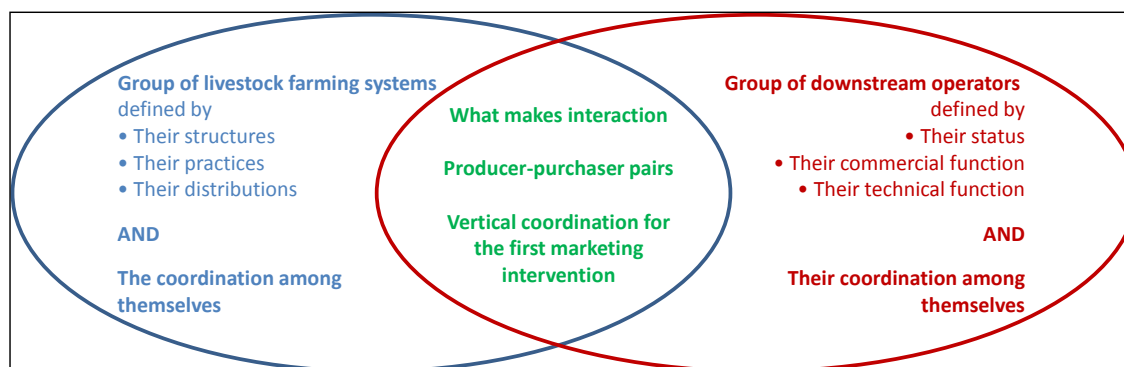 Group of livestock farming systems
defined by
• Their structures
• Their practices
• Their distributions
AND
The coordination among
themselves
What makes interaction
Producer-purchaser pairs
Vertical coordination for
the first marketing
intervention
Group of downstream operators
defined by
• Their status
• Their commercial function
• Their technical function
AND
Their coordination among
themselves